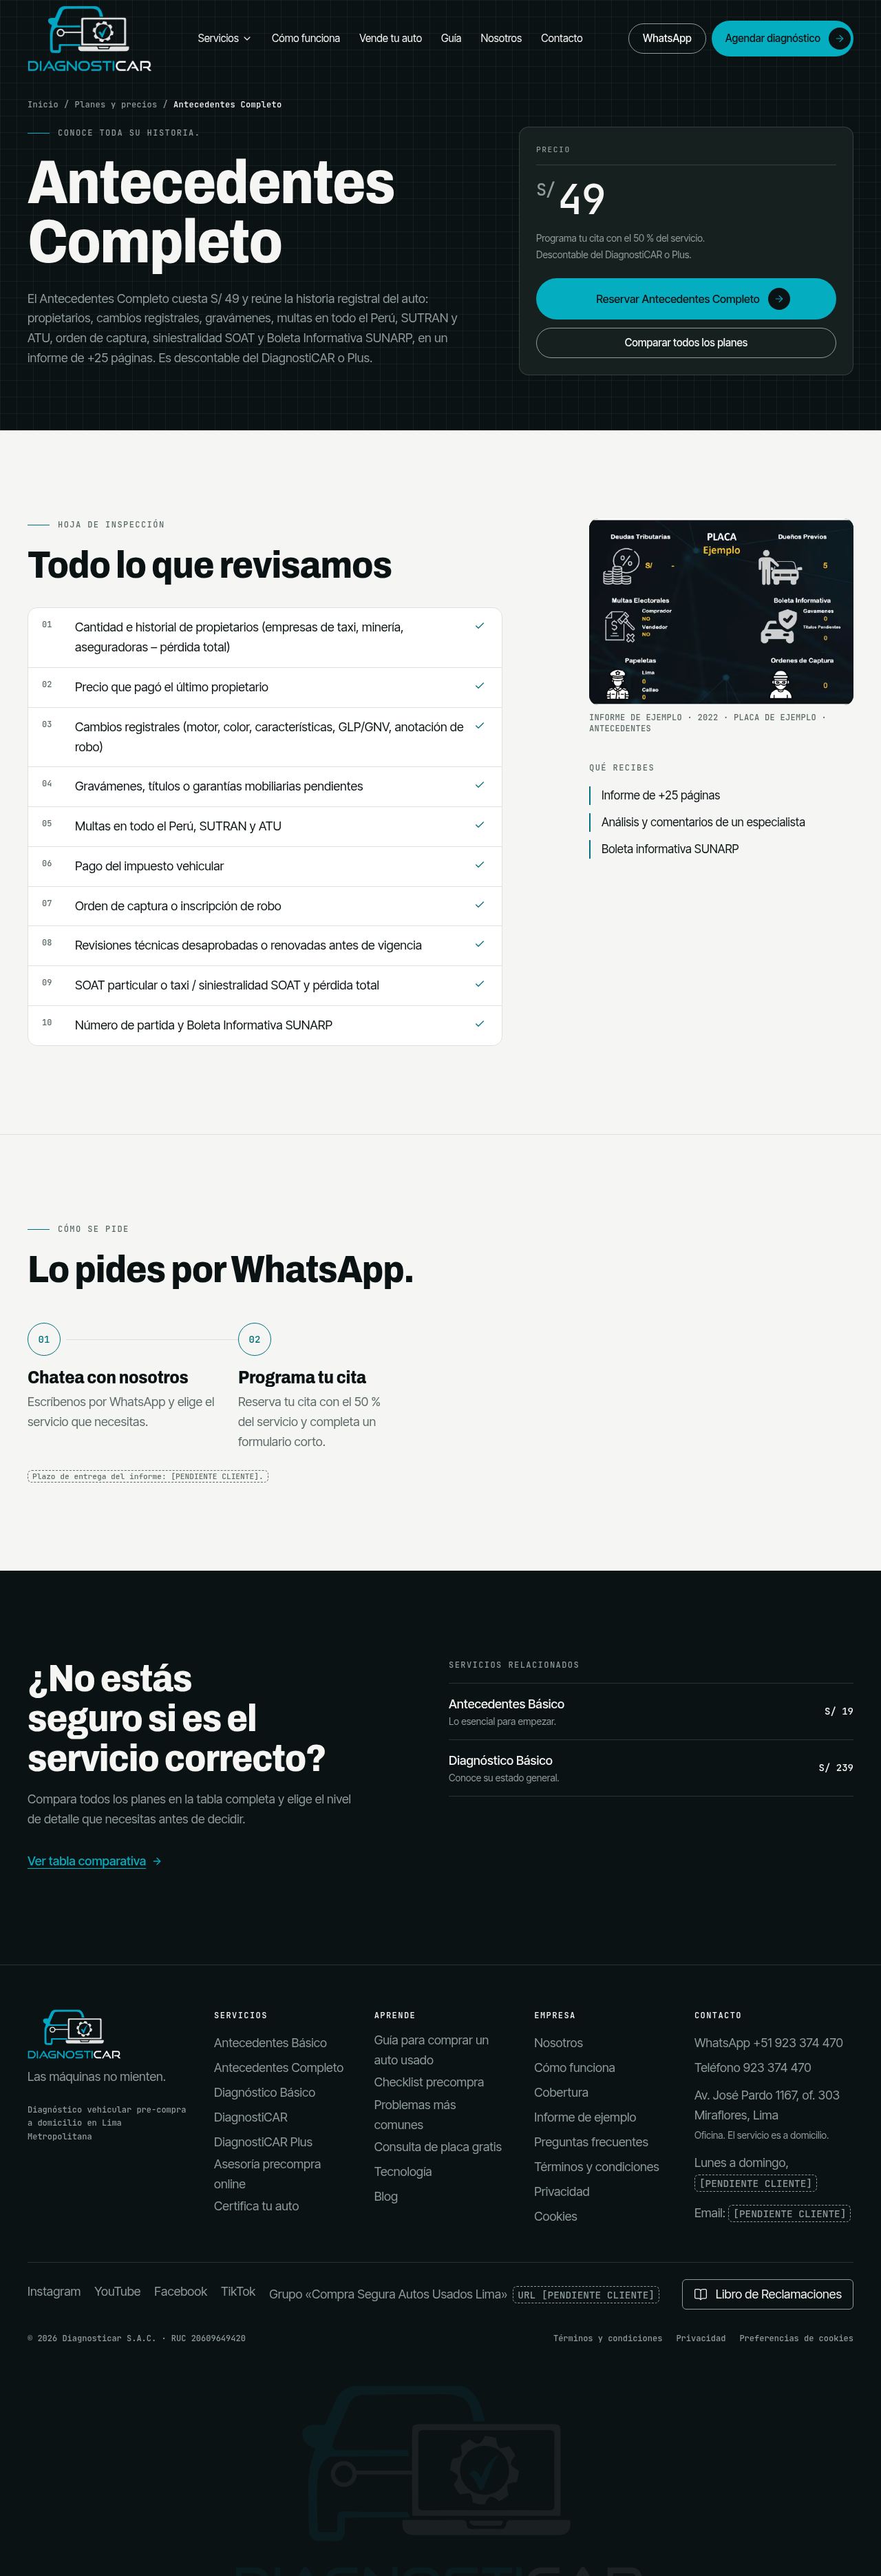 DIAGNOSTICAR
Servicios
Cómo funciona
Vende tu auto
Guía
Nosotros
Contacto
WhatsApp
Agendar diagnóstico
Inicio / Planes y precios / Antecedentes Completo
CONOCE TODA SU HISTORIA.
Antecedentes
Completo
El Antecedentes Completo cuesta S/ 49 y reúne la historia registral del auto:
propietarios, cambios registrales, gravámenes, multas en todo el Perú, SUTRAN y
ATU, orden de captura, siniestralidad SOAT y Boleta Informativa SUNARP, en un
informe de +25 páginas. Es descontable del DiagnostiCAR o Plus.
PRECIO
S/ 49
Programa tu cita con el 50 % del servicio.
Descontable del DiagnostiCAR o Plus.
Reservar Antecedentes Completo
Comparar todos los planes
HOJA DE INSPECCIÓN
Todo lo que revisamos
01 Cantidad e historial de propietarios (empresas de taxi, minería,
aseguradoras – pérdida total)
02 Precio que pagó el último propietario
03 Cambios registrales (motor, color, características, GLP/GNV, anotación de
robo)
04 Gravámenes, títulos o garantías mobiliarias pendientes
05 Multas en todo el Perú, SUTRAN y ATU
06 Pago del impuesto vehicular
07 Orden de captura o inscripción de robo
08 Revisiones técnicas desaprobadas o renovadas antes de vigencia
09 SOAT particular o taxi / siniestralidad SOAT y pérdida total
10 Número de partida y Boleta Informativa SUNARP
Deudas Tributarias
PLACA
Ejemplo
Dueños Previos
S/ -
5
Multas Electorales
Comprador
NO
Vendedor
NO
Boleta Informativa
Gavamenes
0
Titulos Pendientes
0
Papeletas
Lima
0
Callao
0
Ordenes de Captura
0
INFORME DE EJEMPLO · 2022 · PLACA DE EJEMPLO ·
ANTECEDENTES
QUÉ RECIBES
Informe de +25 páginas
Análisis y comentarios de un especialista
Boleta informativa SUNARP
CÓMO SE PIDE
Lo pides por WhatsApp.
01
Chatea con nosotros
Escríbenos por WhatsApp y elige el
servicio que necesitas.
02
Programa tu cita
Reserva tu cita con el 50 %
del servicio y completa un
formulario corto.
Plazo de entrega del informe: [PENDIENTE CLIENTE].
¿No estás
seguro si es el
servicio correcto?
Compara todos los planes en la tabla completa y elige el nivel
de detalle que necesitas antes de decidir.
Ver tabla comparativa
SERVICIOS RELACIONADOS
Antecedentes Básico
Lo esencial para empezar.
S/ 19
Diagnóstico Básico
Conoce su estado general.
S/ 239
DIAGNOSTICAR
Las máquinas no mienten.
Diagnóstico vehicular pre-compra
a domicilio en Lima
Metropolitana
SERVICIOS
Antecedentes Básico
Antecedentes Completo
Diagnóstico Básico
DiagnostiCAR
DiagnostiCAR Plus
Asesoría precompra
online
Certifica tu auto
APRENDE
Guía para comprar un
auto usado
Checklist precompra
Problemas más
comunes
Consulta de placa gratis
Tecnología
Blog
EMPRESA
Nosotros
Cómo funciona
Cobertura
Informe de ejemplo
Preguntas frecuentes
Términos y condiciones
Privacidad
Cookies
CONTACTO
WhatsApp +51 923 374 470
Teléfono 923 374 470
Av. José Pardo 1167, of. 303
Miraflores, Lima
Oficina. El servicio es a domicilio.
Lunes a domingo,
[PENDIENTE CLIENTE]
Email: [PENDIENTE CLIENTE]
Instagram
YouTube
Facebook
TikTok
Grupo «Compra Segura Autos Usados Lima» URL [PENDIENTE CLIENTE]
Libro de Reclamaciones
© 2026 Diagnosticar S.A.C. · RUC 20609649420
Términos y condiciones
Privacidad
Preferencias de cookies
DIAGNOSTICAR